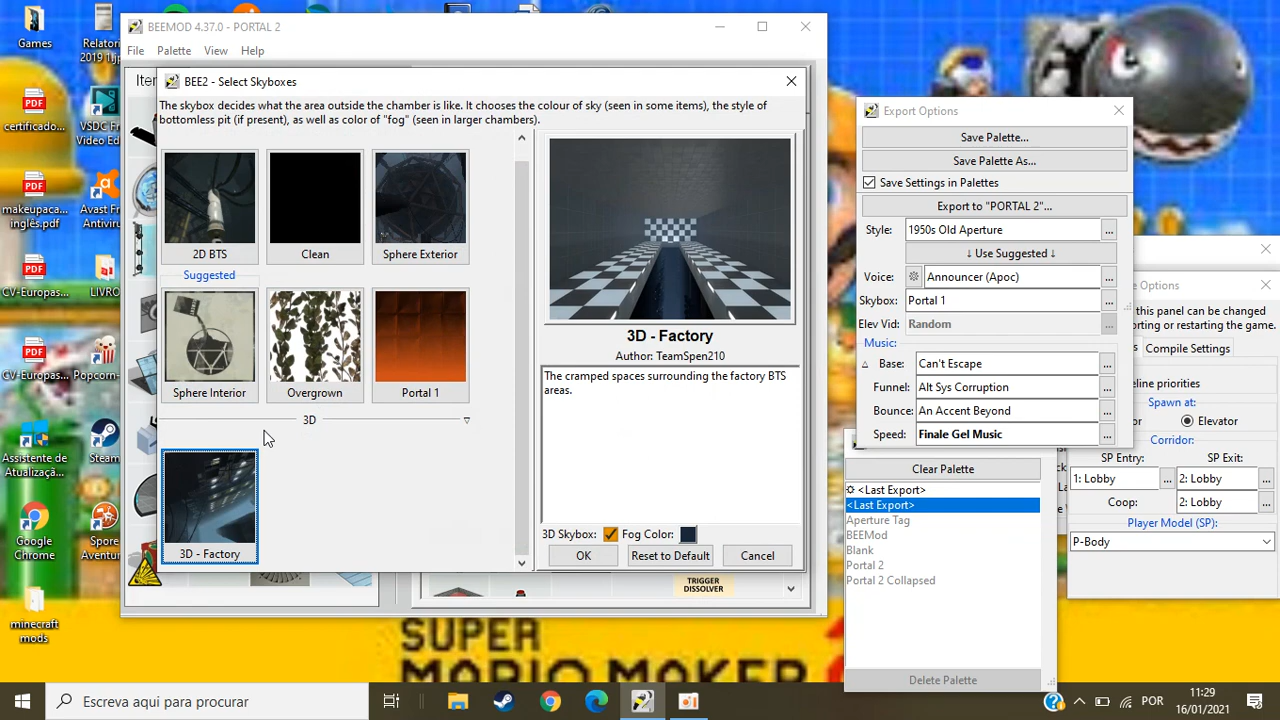 Games
Relatorio
2019 1.jpg
certificado...
VSDC Fr
Video Edi
makeupaca...
inglês.pdf
Avast Fr
Antivirus
CV-Europas...
LIVRO
CV-Europas...
Popcorn-
Assistente de
Atualização...
Steam
Google
Chrome
Spore
Aventur
minecraft
mods
BEEMOD 4.37.0 - PORTAL 2
File Palette View Help
BEE2 - Select Skyboxes
The skybox decides what the area outside the chamber is like. It chooses the colour of sky (seen in some items), the style of
bottomless pit (if present), as well as color of "fog" (seen in larger chambers).
2D BTS Clean Sphere Exterior
Suggested
Sphere Interior Overgrown Portal 1
3D
3D - Factory
3D - Factory
Author: TeamSpen210
The cramped spaces surrounding the factory BTS
areas.
3D Skybox: Fog Color:
OK Reset to Default Cancel
TRIGGER
DISSOLVER
Export Options
Save Palette...
Save Palette As...
Save Settings in Palettes
Export to "PORTAL 2"...
Style: 1950s Old Aperture ...
↓ Use Suggested ↓
Voice: Announcer (Apoc) ...
Skybox: Portal 1 ...
Elev Vid: Random ...
Music:
Base: Can't Escape ...
Funnel: Alt Sys Corruption ...
Bounce: An Accent Beyond ...
Speed: Finale Gel Music ...
Clear Palette
<Last Export>
<Last Export>
Aperture Tag
BEEMod
Blank
Portal 2
Portal 2 Collapsed
Delete Palette
Options
this panel can be changed
orting or restarting the game.
Compile Settings
eline priorities
Spawn at:
Elevator
Corridor:
SP Entry: SP Exit:
1: Lobby ... 2: Lobby ...
Coop: 2: Lobby ...
Player Model (SP):
P-Body
SUPER
MARIO MAKER
Escreva aqui para procurar
POR
11:29
16/01/2021